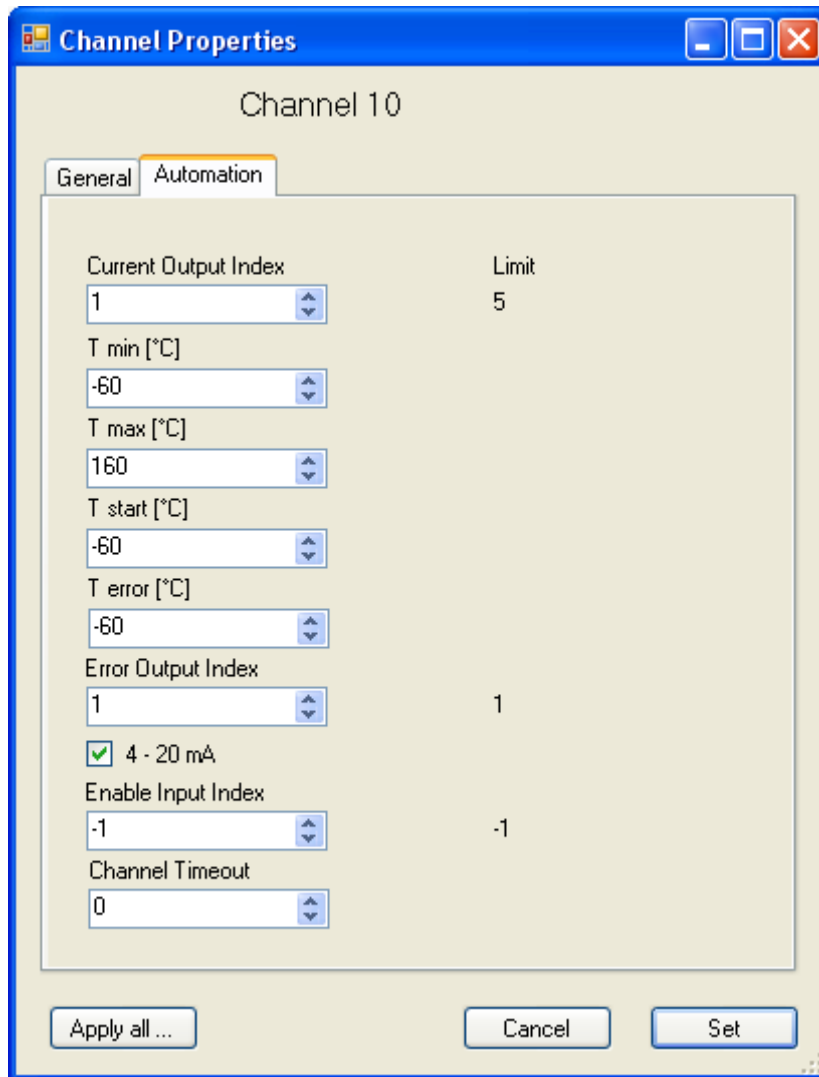 Channel Properties
Channel 10
General Automation
Current Output Index Limit
1 5
T min [°C]
-60
T max [°C]
160
T start [°C]
-60
T error [°C]
-60
Error Output Index
1 1
4 - 20 mA
Enable Input Index
-1 -1
Channel Timeout
0
Apply all ... Cancel Set